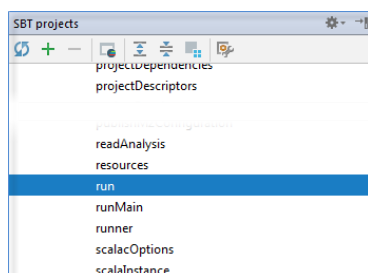 SBT projects
projectDependencies
projectDescriptors
readAnalysis
resources
run
runMain
runner
scalacOptions
scalaInstance